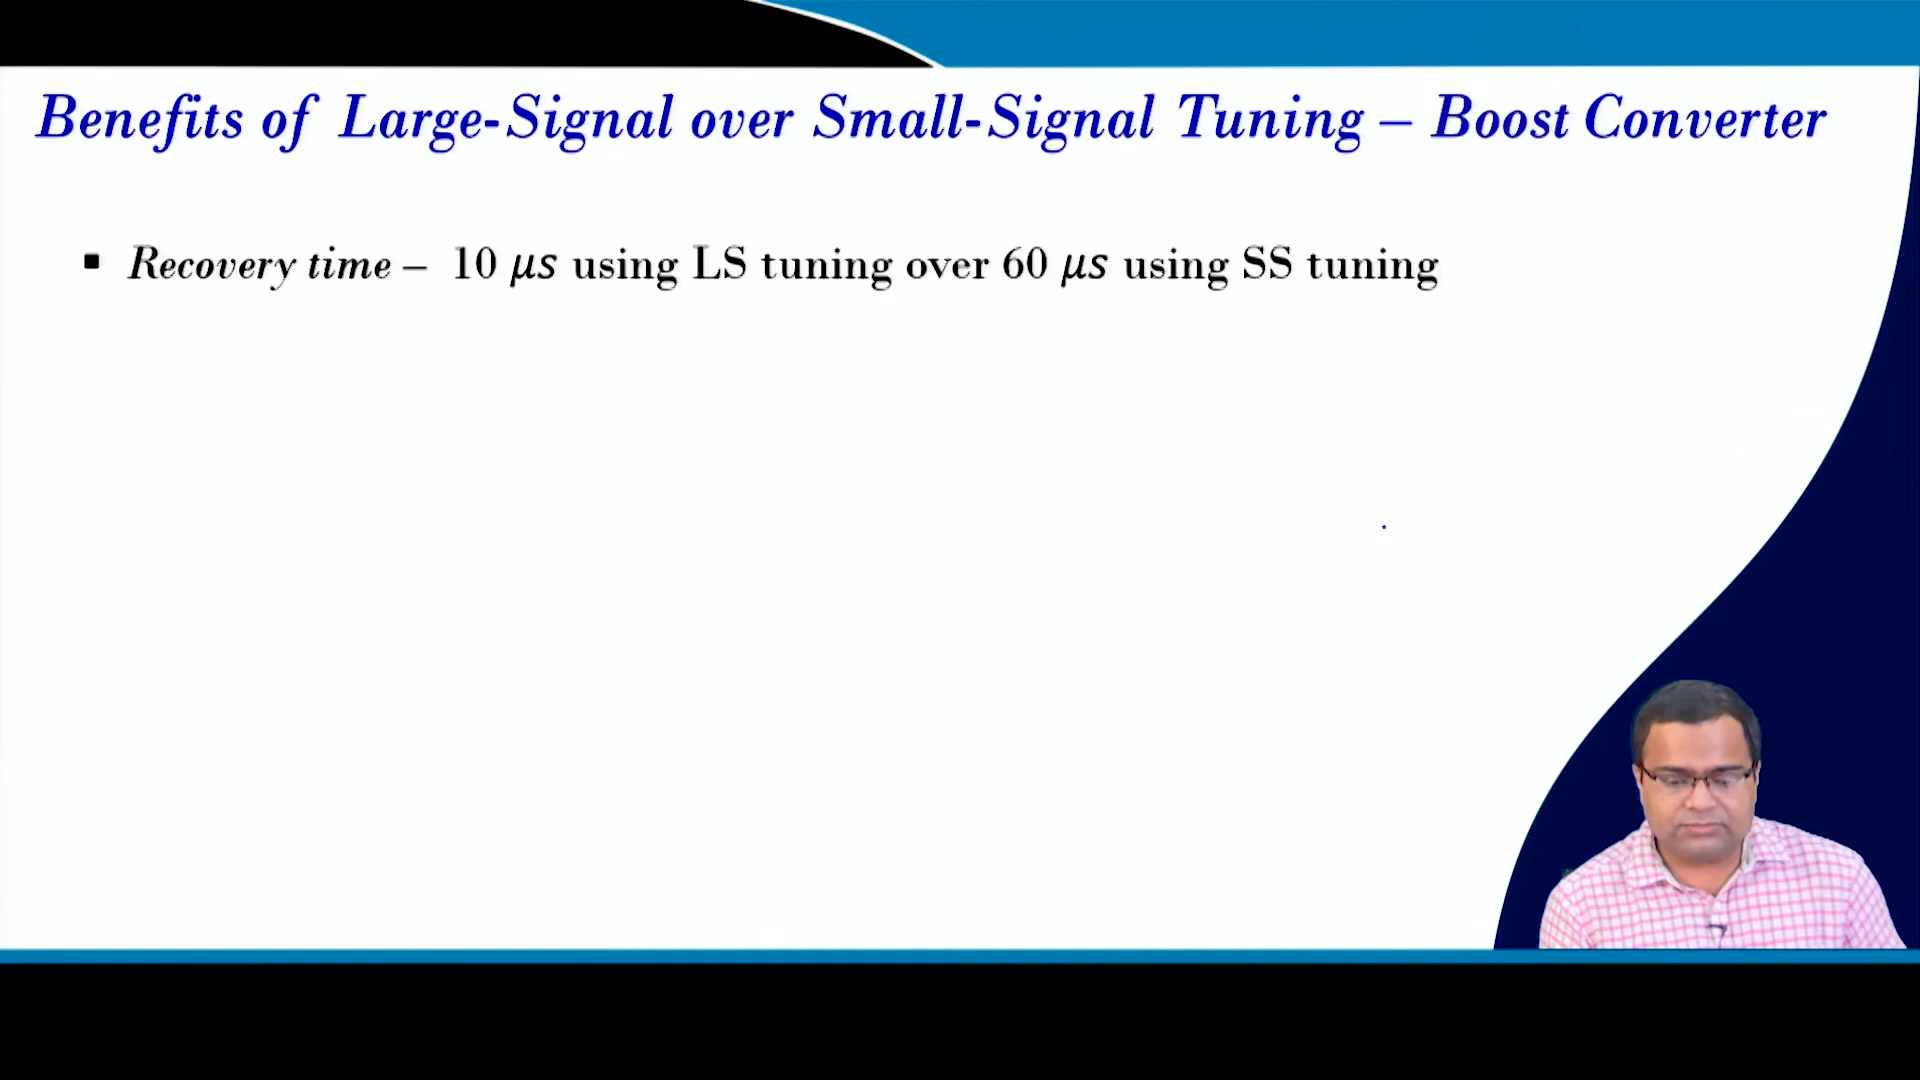 Benefits of Large-Signal over Small-Signal Tuning – Boost Converter
▪ Recovery time – 10 μs using LS tuning over 60 μs using SS tuning